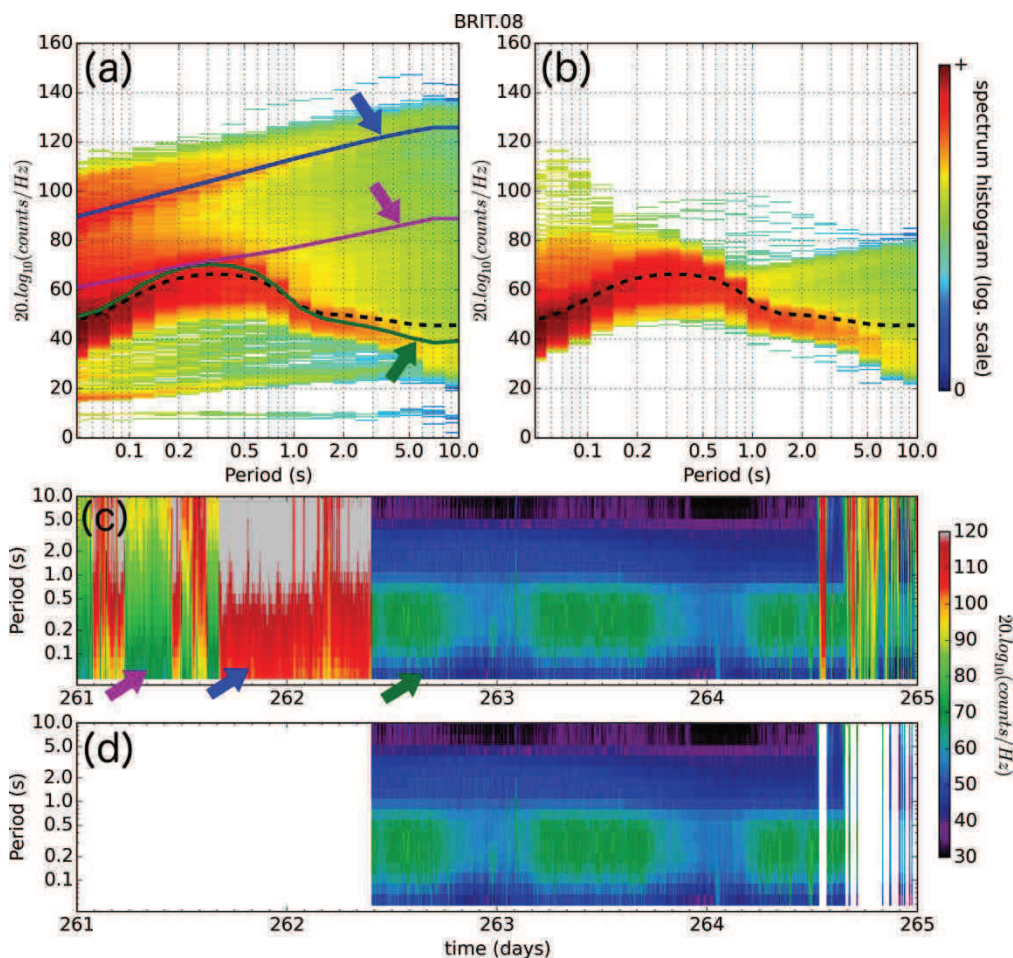 BRIT.08
(a)
20.log10(counts/Hz)
160
140
120
100
80
60
40
20
0
0.1 0.2 0.5 1.0 2.0 5.0 10.0
Period (s)
(b)
20.log10(counts/Hz)
160
140
120
100
80
60
40
20
0
0.1 0.2 0.5 1.0 2.0 5.0 10.0
Period (s)
+
spectrum histogram (log. scale)
0
(c)
Period (s)
10.0
5.0
2.0
1.0
0.5
0.2
0.1
261 262 263 264 265
(d)
Period (s)
10.0
5.0
2.0
1.0
0.5
0.2
0.1
261 262 263 264 265
time (days)
120
110
100
90
80
70
60
50
40
30
20.log10(counts/Hz)